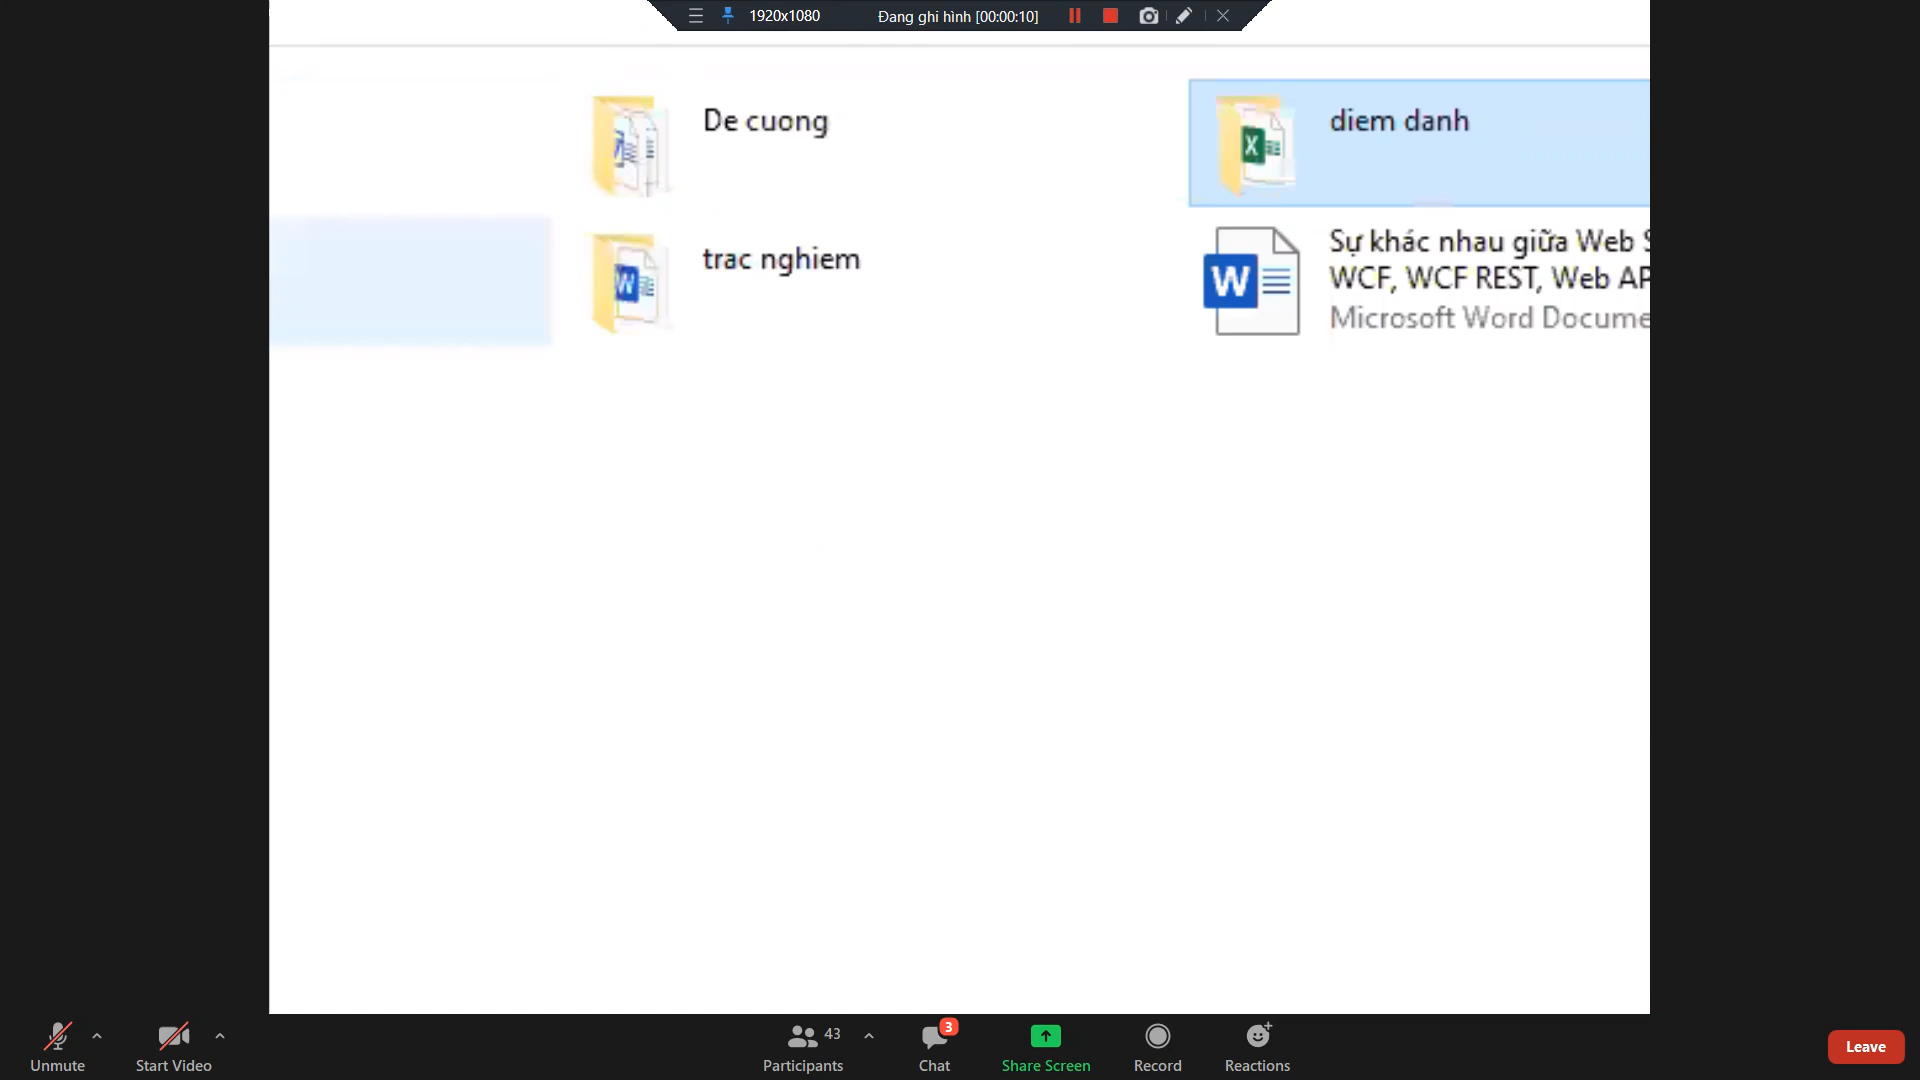 1920x1080
Đang ghi hình [00:00:10]
De cuong
diem danh
trac nghiem
Sự khác nhau giữa Web S
WCF, WCF REST, Web AP
Microsoft Word Docume
Unmute
Start Video
43
Participants
3
Chat
Share Screen
Record
Reactions
Leave